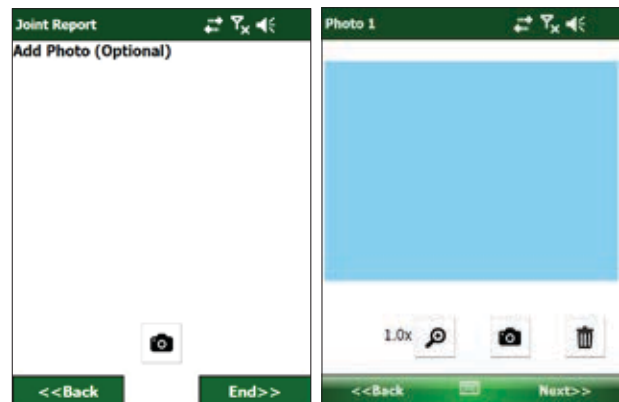 Joint Report
Add Photo (Optional)
<<Back
End>>
Photo 1
1.0x
<<Back
Next>>